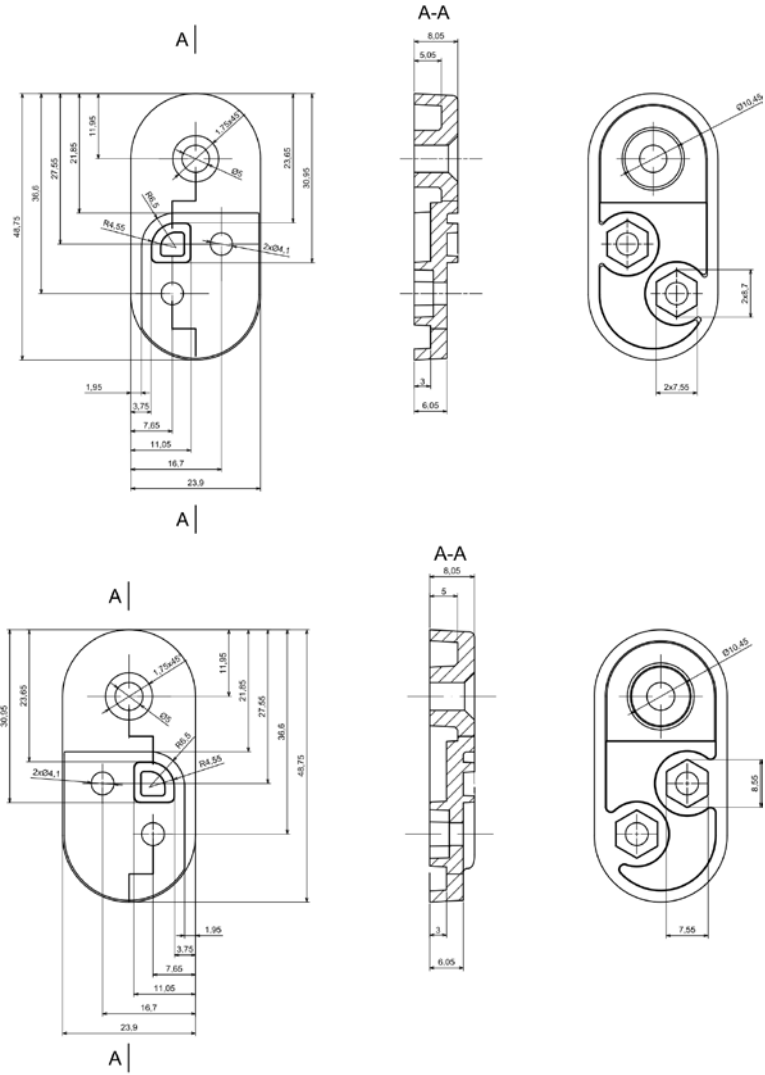 A
A-A
8,05
5,05
11,95
21,85
27,55
36,6
48,75
1.75x45°
Ø5
R6,5
R4,55
2xØ4,1
23,65
30,95
1,95
3,75
7,65
11,05
16,7
23,9
A
3
6.05
Ø10,45
2x8,7
2x7,55
A
A-A
8,05
5
30,95
23,65
1,75x45°
Ø5
R6,5
R4,55
2xØ4,1
11,95
21,85
27,55
36,6
48,75
1.95
3,75
7,65
11,05
16,7
23,9
A
3
6.05
Ø10,45
8,55
7,55